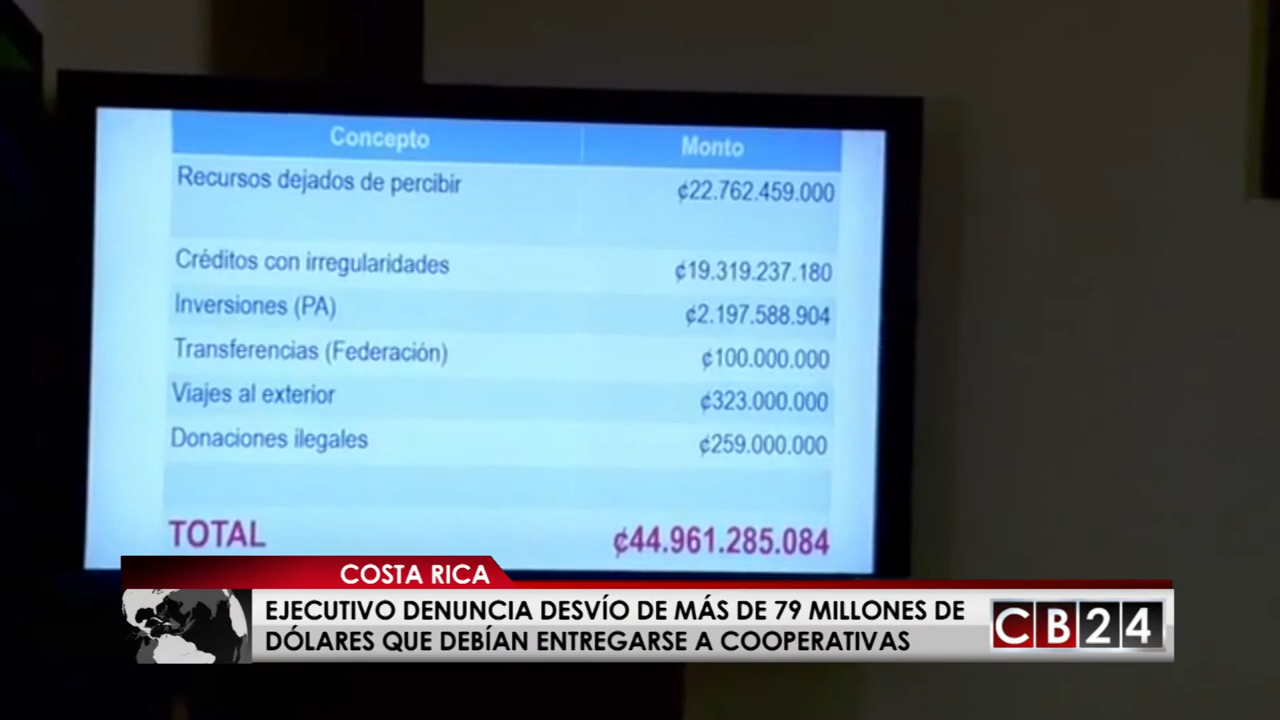 Concepto Monto
Recursos dejados de percibir ¢22.762.459.000
Créditos con irregularidades ¢19.319.237.180
Inversiones (PA) ¢2.197.588.904
Transferencias (Federación) ¢100.000.000
Viajes al exterior ¢323.000.000
Donaciones ilegales ¢259.000.000
TOTAL ¢44.961.285.084
COSTA RICA
EJECUTIVO DENUNCIA DESVÍO DE MÁS DE 79 MILLONES DE
DÓLARES QUE DEBÍAN ENTREGARSE A COOPERATIVAS
CB24